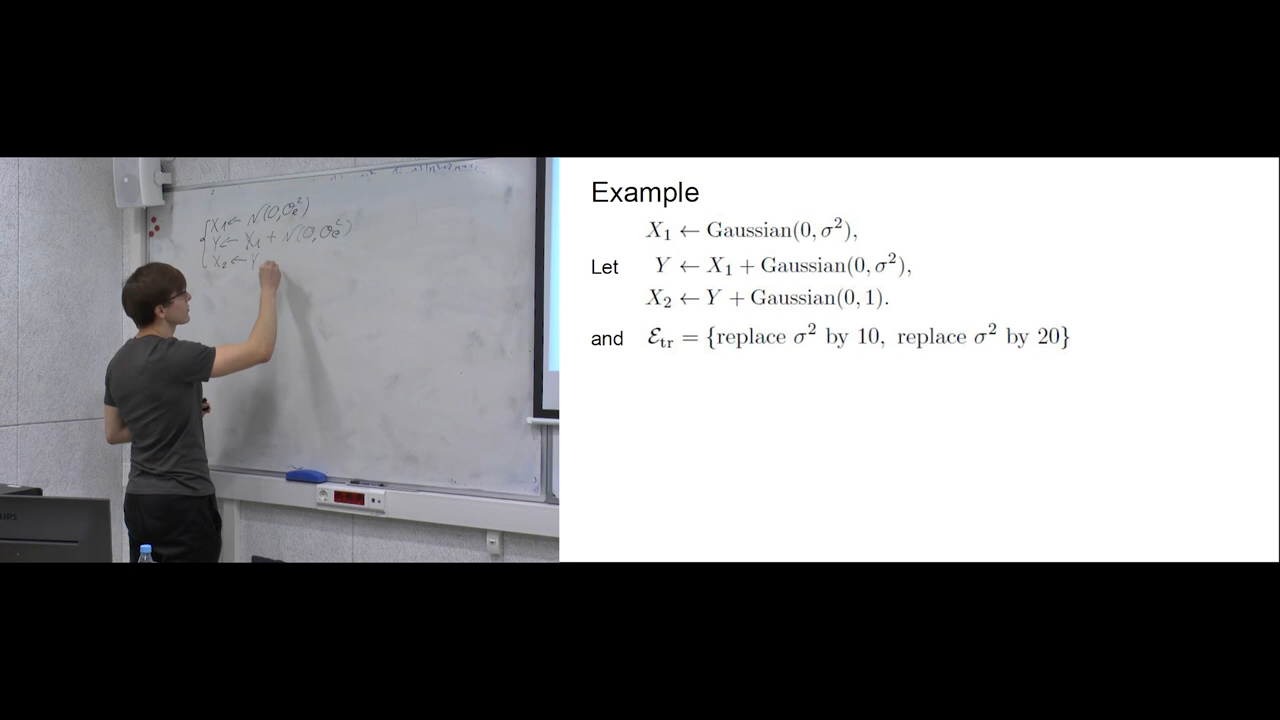 X₁ ← N(0, σₑ²)
Y ← X₁ + N(0, σₑ²)
X₂ ← Y
Example
X₁ ← Gaussian(0, σ²),
Let Y ← X₁ + Gaussian(0, σ²),
X₂ ← Y + Gaussian(0, 1).
and 𝓔tr = {replace σ² by 10, replace σ² by 20}